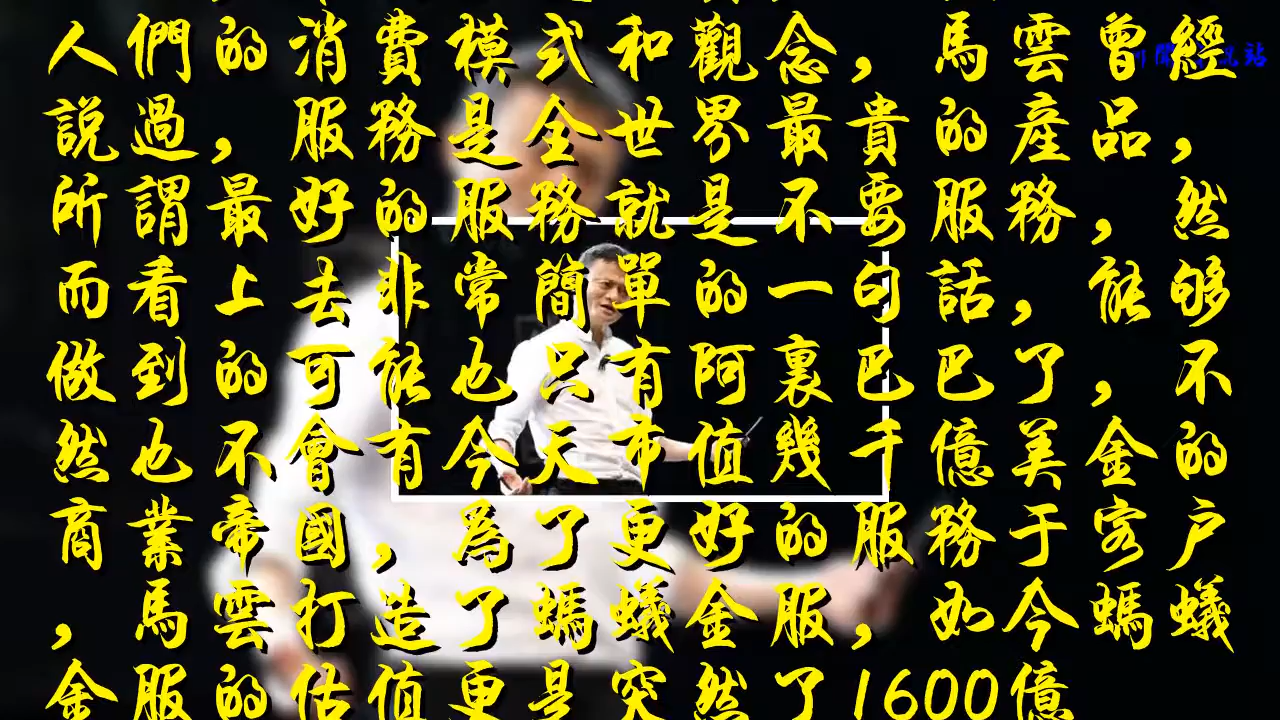 人們的消費模式和觀念，馬雲曾經
説過，服務是全世界最貴的産品，
所謂最好的服務就是不要服務，然
而看上去非常簡單的一句話，能够
做到的可能也只有阿裏巴巴了，不
然也不會有今天市值幾千億美金的
商業帝國，爲了更好的服務于客户
，馬雲打造了螞蟻金服，如今螞蟻
金服的估值更是突然了1600億